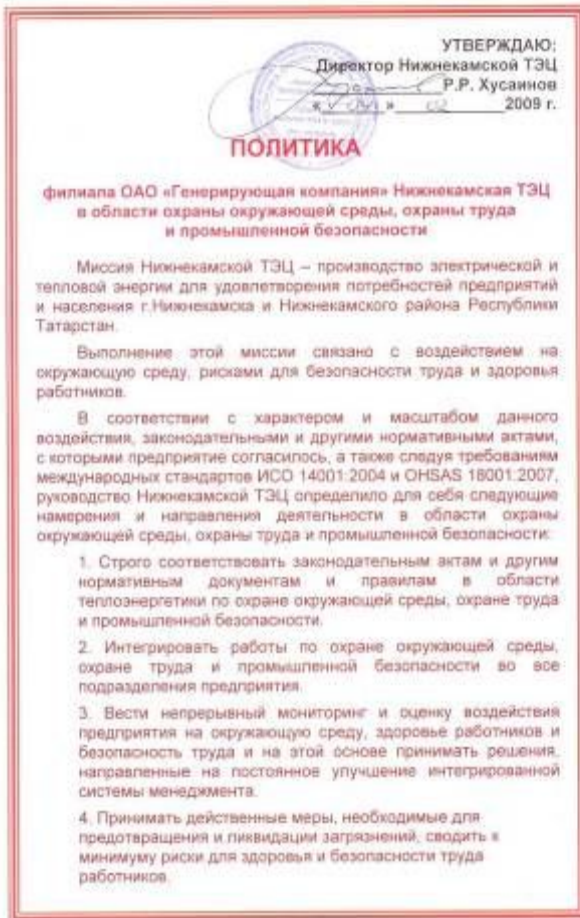 УТВЕРЖДАЮ:
Директор Нижнекамской ТЭЦ
Р.Р. Хусаинов
« » 2009 г.
ПОЛИТИКА
филиала ОАО «Генерирующая компания» Нижнекамская ТЭЦ
в области охраны окружающей среды, охраны труда
и промышленной безопасности
Миссия Нижнекамской ТЭЦ – производство электрической и
тепловой энергии для удовлетворения потребностей предприятий
и населения г.Нижнекамска и Нижнекамского района Республики
Татарстан.
Выполнение этой миссии связано с воздействием на
окружающую среду, рисками для безопасности труда и здоровья
работников.
В соответствии с характером и масштабом данного
воздействия, законодательными и другими нормативными актами,
с которыми предприятие согласилось, а также следуя требованиям
международных стандартов ИСО 14001:2004 и OHSAS 18001:2007,
руководство Нижнекамской ТЭЦ определило для себя следующие
намерения и направления деятельности в области охраны
окружающей среды, охраны труда и промышленной безопасности:
1. Строго соответствовать законодательным актам и другим
нормативным документам и правилам в области
теплоэнергетики по охране окружающей среды, охране труда
и промышленной безопасности.
2. Интегрировать работы по охране окружающей среды,
охране труда и промышленной безопасности во все
подразделения предприятия.
3. Вести непрерывный мониторинг и оценку воздействия
предприятия на окружающую среду, здоровье работников и
безопасность труда и на этой основе принимать решения,
направленные на постоянное улучшение интегрированной
системы менеджмента.
4. Принимать действенные меры, необходимые для
предотвращения и ликвидации загрязнений, сводить к
минимуму риски для здоровья и безопасности труда
работников.